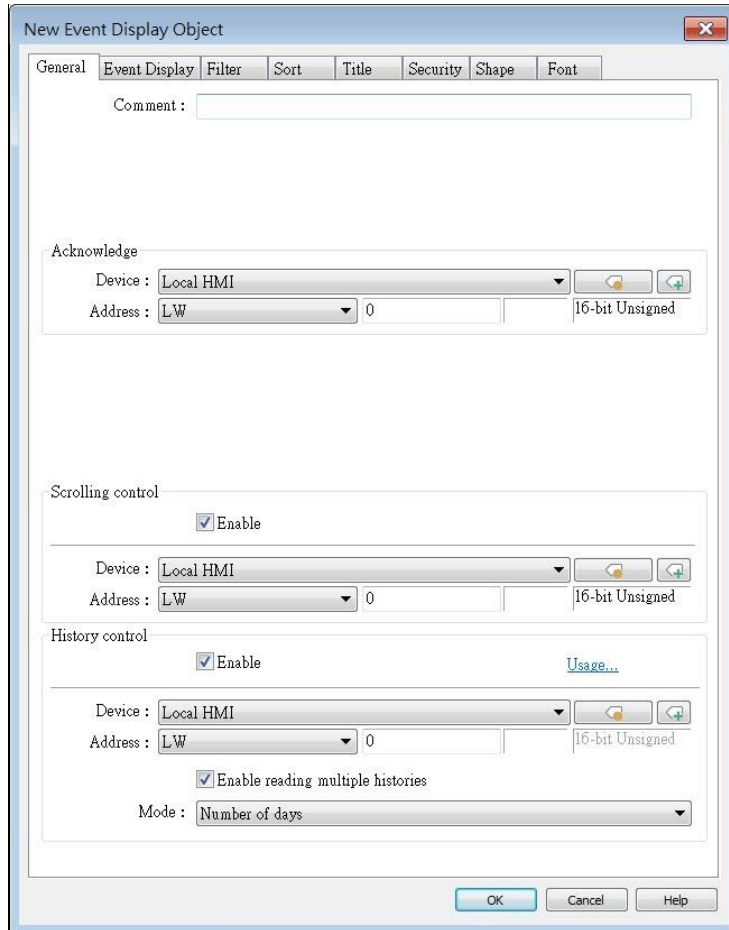 New Event Display Object
General Event Display Filter Sort Title Security Shape Font
Comment :
Acknowledge
Device : Local HMI
Address : LW 0 16-bit Unsigned
Scrolling control
Enable
Device : Local HMI
Address : LW 0 16-bit Unsigned
History control
Enable Usage...
Device : Local HMI
Address : LW 0 16-bit Unsigned
Enable reading multiple histories
Mode : Number of days
OK Cancel Help